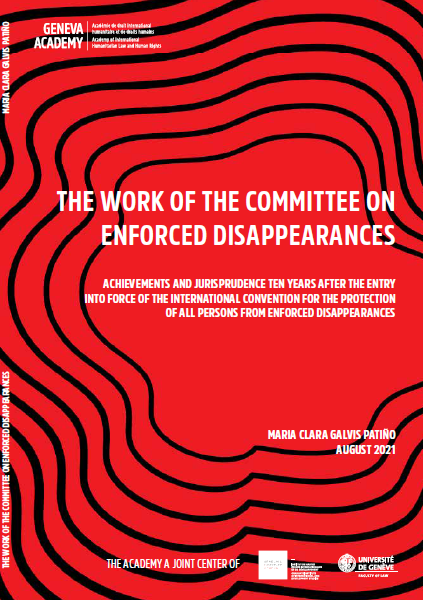 MARIA CLARA GALVIS PATIÑO
THE WORK OF THE COMMITTEE ON ENFORCED DISAPPEARANCES
GENEVA
ACADEMY
Académie de droit international
humanitaire et de droits humains
Academy of International
Humanitarian Law and Human Rights
THE WORK OF THE COMMITTEE ON
ENFORCED DISAPPEARANCES
ACHIEVEMENTS AND JURISPRUDENCE TEN YEARS AFTER THE ENTRY
INTO FORCE OF THE INTERNATIONAL CONVENTION FOR THE PROTECTION
OF ALL PERSONS FROM ENFORCED DISAPPEARANCES
MARIA CLARA GALVIS PATIÑO
AUGUST 2021
THE ACADEMY A JOINT CENTER OF
UNIVERSITÉ
DE GENÈVE
FACULTY OF LAW